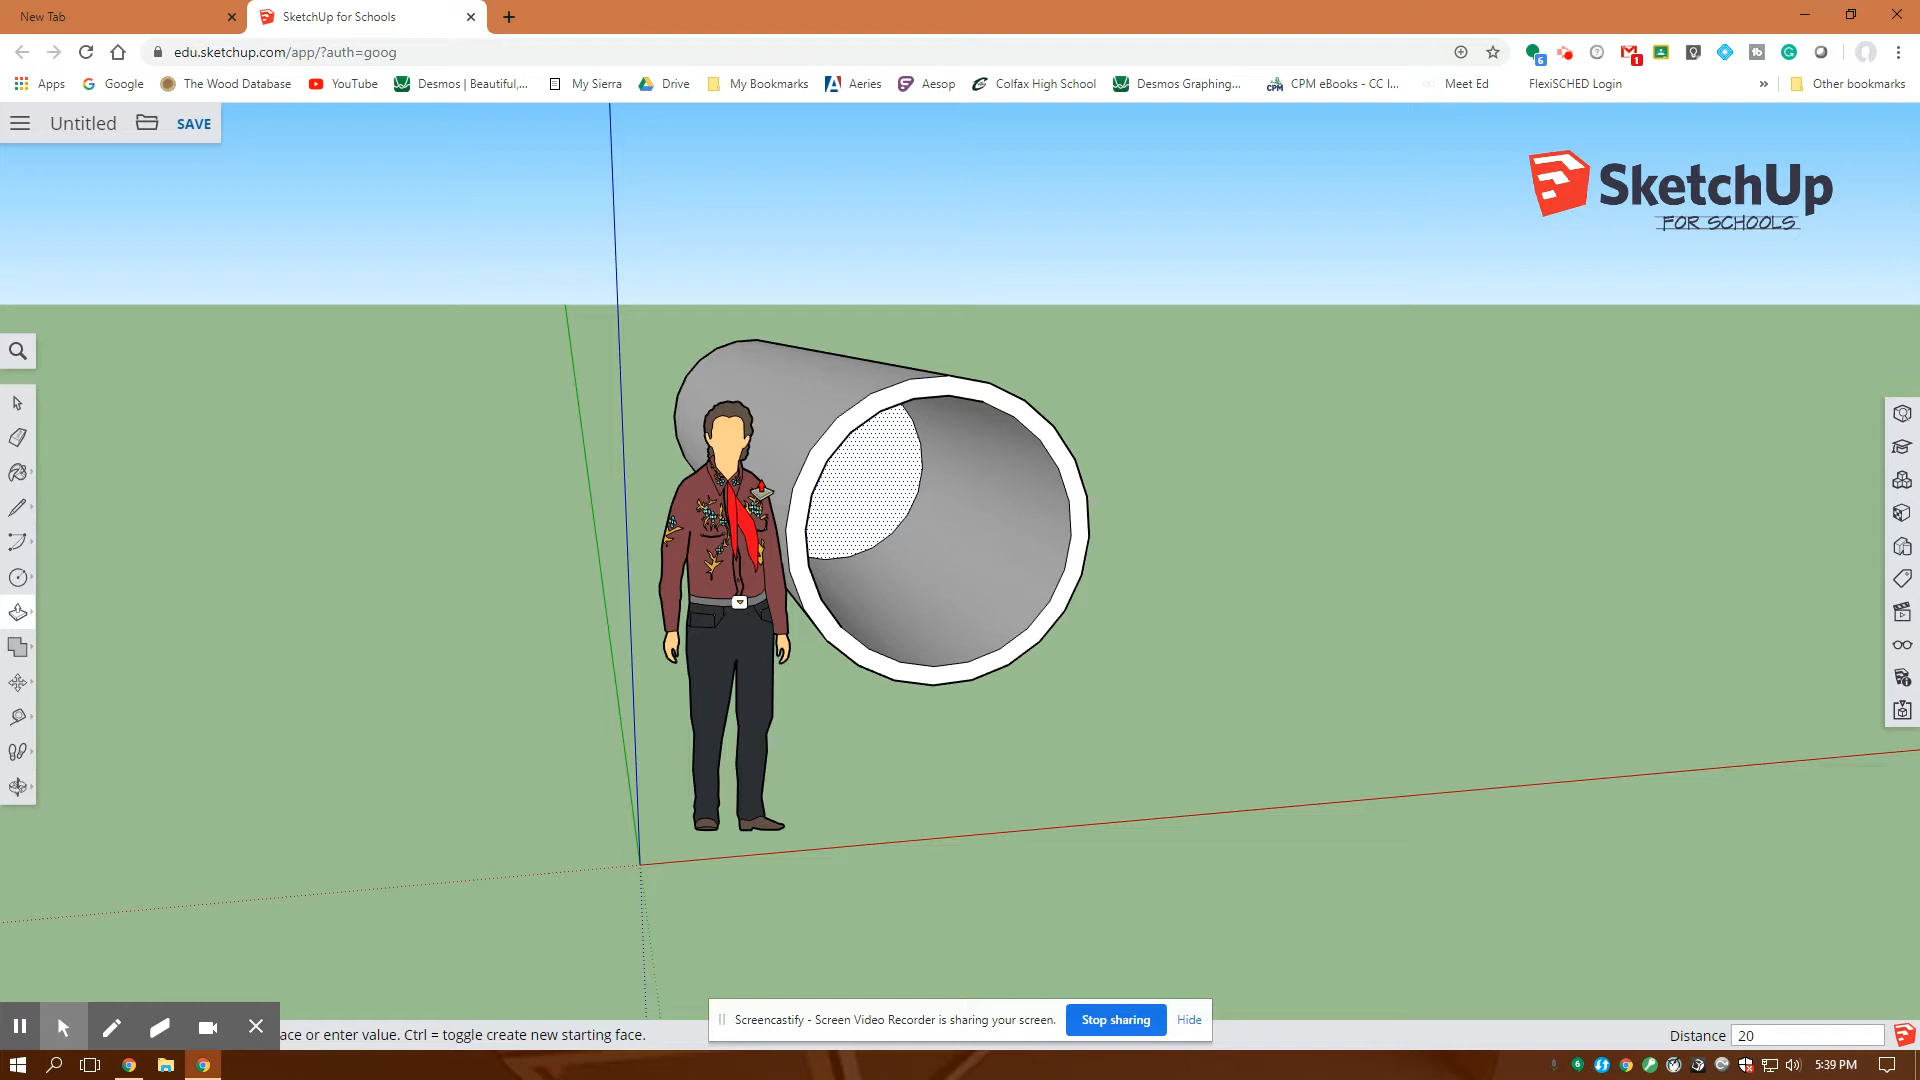 New Tab
SketchUp for Schools
edu.sketchup.com/app/?auth=goog
6
1
Apps
Google
The Wood Database
YouTube
Desmos | Beautiful,...
My Sierra
Drive
My Bookmarks
Aeries
Aesop
Colfax High School
Desmos Graphing...
CPM
CPM eBooks - CC I...
Meet Ed
FlexiSCHED Login
»
Other bookmarks
Untitled
SAVE
SketchUp
FOR SCHOOLS
ace or enter value. Ctrl = toggle create new starting face.
Screencastify - Screen Video Recorder is sharing your screen.
Stop sharing
Hide
Distance
20
5:39 PM